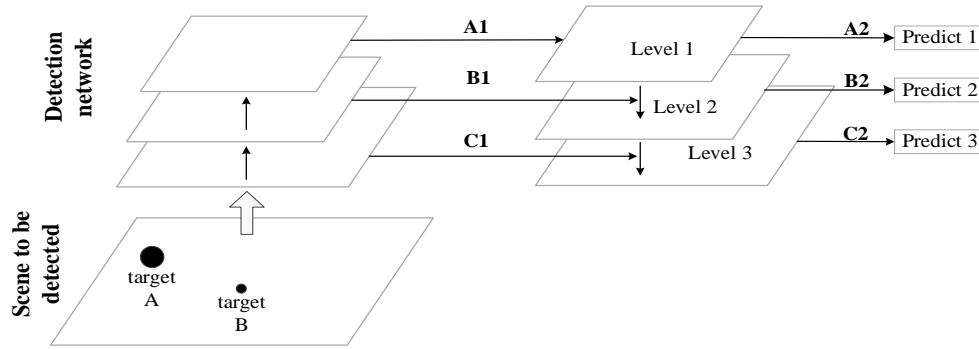 Detection
network
A1
B1
C1
Level 1
Level 2
Level 3
A2
B2
C2
Predict 1
Predict 2
Predict 3
Scene to be
detected
target
A
target
B